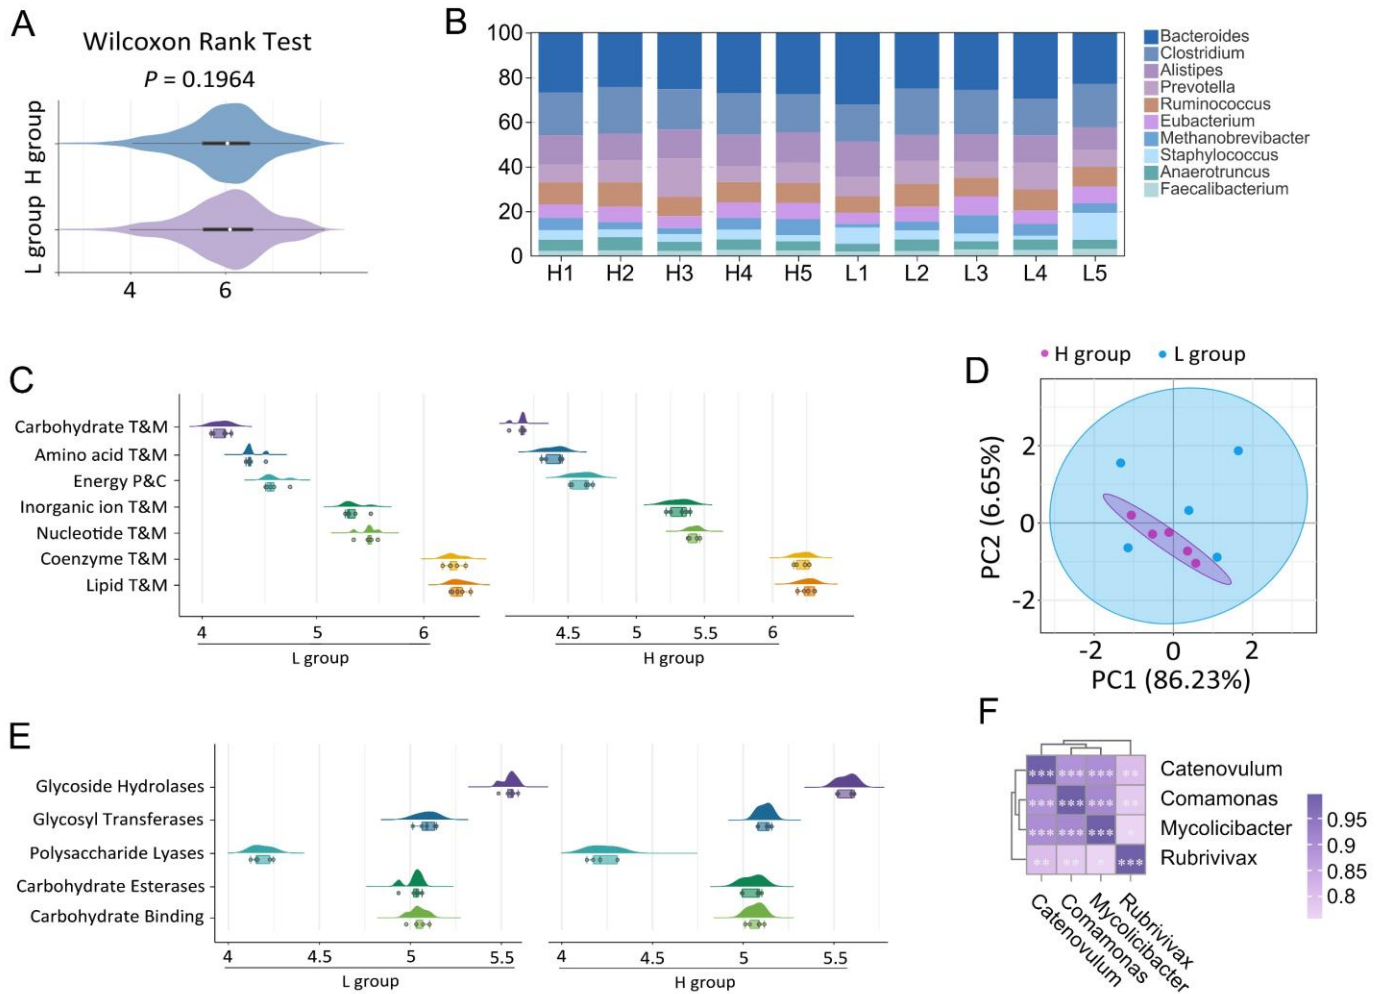 A
Wilcoxon Rank Test
P = 0.1964
H group
L group
4 6
B
100
80
60
40
20
0
H1 H2 H3 H4 H5 L1 L2 L3 L4 L5
Bacteroides
Clostridium
Alistipes
Prevotella
Ruminococcus
Eubacterium
Methanobrevibacter
Staphylococcus
Anaerotruncus
Faecalibacterium
C
Carbohydrate T&M
Amino acid T&M
Energy P&C
Inorganic ion T&M
Nucleotide T&M
Coenzyme T&M
Lipid T&M
4 5 6
L group
4.5 5 5.5 6
H group
D
H group L group
PC2 (6.65%)
2
0
-2
-2 0 2
PC1 (86.23%)
E
Glycoside Hydrolases
Glycosyl Transferases
Polysaccharide Lyases
Carbohydrate Esterases
Carbohydrate Binding
4 4.5 5 5.5
L group
4 4.5 5 5.5
H group
F
*** *** *** ** Catenovulum
*** *** *** ** Comamonas
*** *** *** * Mycolicibacter
** ** * *** Rubrivivax
Catenovulum
Comamonas
Mycolicibacter
Rubrivivax
0.95
0.9
0.85
0.8